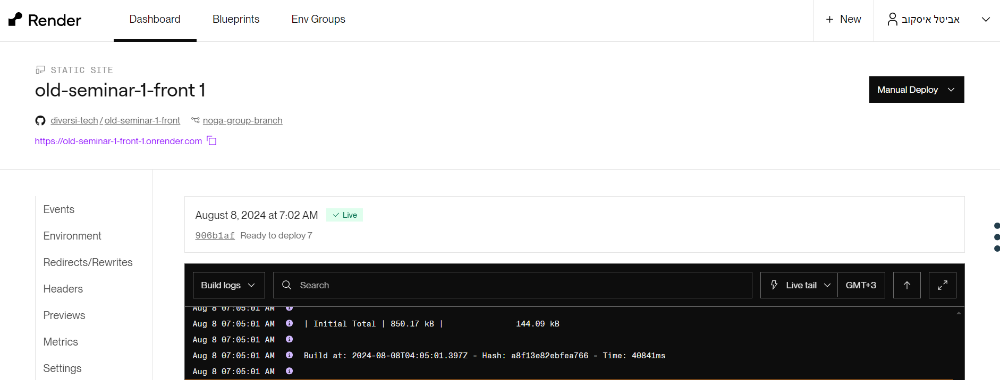 Render
Dashboard
Blueprints
Env Groups
+ New
אביטל איסקוב
STATIC SITE
old-seminar-1-front 1
Manual Deploy
diversi-tech / old-seminar-1-front
noga-group-branch
https://old-seminar-1-front-1.onrender.com
Events
Environment
Redirects/Rewrites
Headers
Previews
Metrics
Settings
August 8, 2024 at 7:02 AM
Live
906b1af Ready to deploy 7
Build logs
Search
Live tail
GMT+3
Aug 8 07:05:01 AM
Aug 8 07:05:01 AM | Initial Total | 850.17 kB | 144.09 kB
Aug 8 07:05:01 AM
Aug 8 07:05:01 AM Build at: 2024-08-08T04:05:01.397Z - Hash: a8f13e82ebfea766 - Time: 40841ms
Aug 8 07:05:01 AM